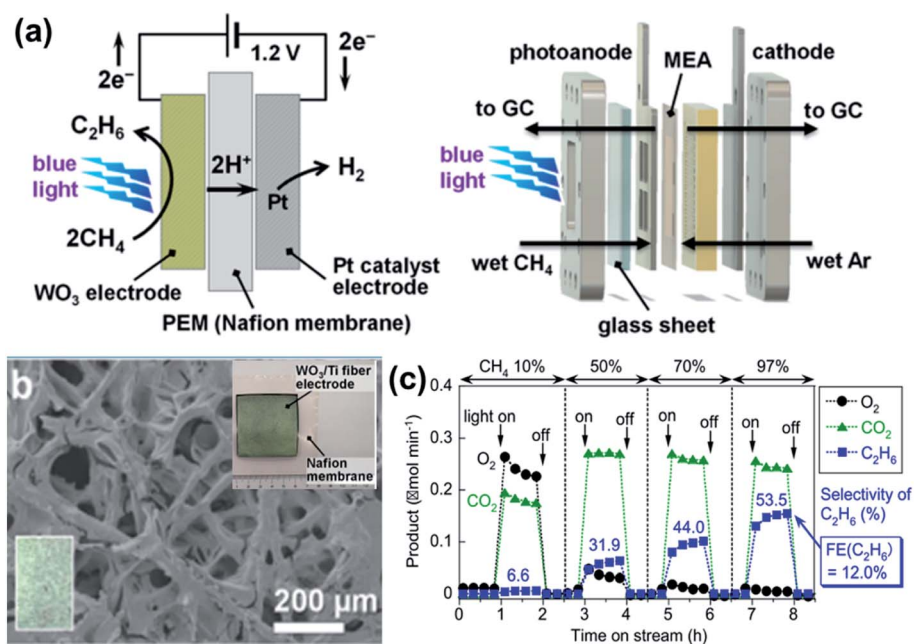 (a)
1.2 V
2e⁻
2e⁻
C₂H₆
blue
light
2H⁺
H₂
Pt
2CH₄
WO₃ electrode
Pt catalyst
electrode
PEM (Nafion membrane)
photoanode
MEA
cathode
to GC
to GC
blue
light
wet CH₄
wet Ar
glass sheet
b
WO₃/Ti fiber
electrode
Nafion
membrane
200 μm
(c)
CH₄ 10%
50%
70%
97%
0.4
0.3
0.2
0.1
0
Product (□mol min⁻¹)
light on
off
on
off
on
off
on
off
O₂
CO₂
6.6
31.9
44.0
53.5
0
1
2
3
4
5
6
7
8
Time on stream (h)
O₂
CO₂
C₂H₆
Selectivity of
C₂H₆ (%)
FE(C₂H₆)
= 12.0%